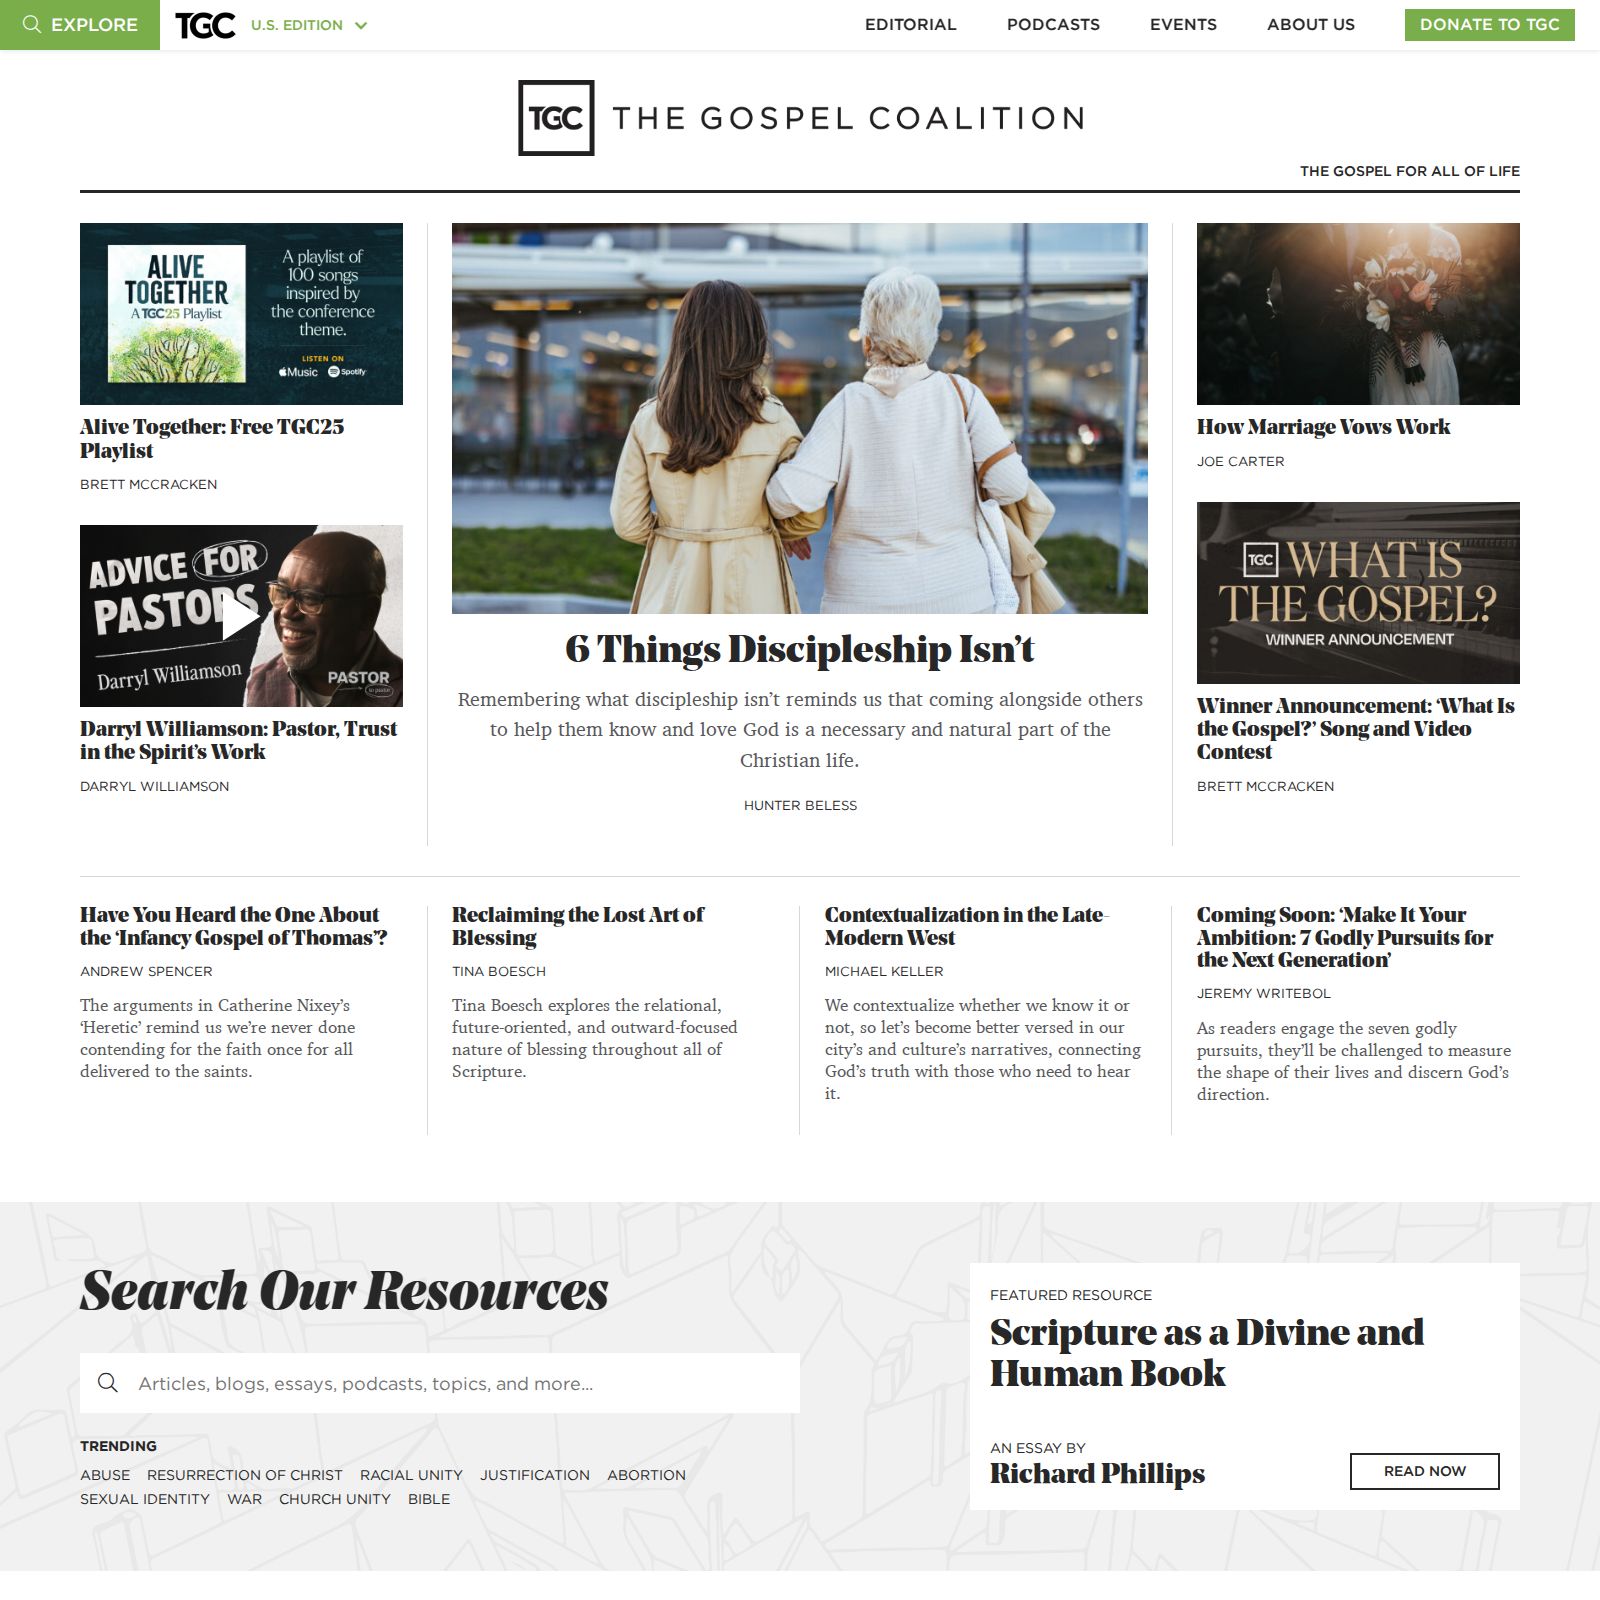 EXPLORE
TGC
U.S. EDITION
EDITORIAL
PODCASTS
EVENTS
ABOUT US
DONATE TO TGC
TGC THE GOSPEL COALITION
THE GOSPEL FOR ALL OF LIFE
ALIVE
TOGETHER
A TGC25 Playlist
A playlist of
100 songs
inspired by
the conference
theme.
LISTEN ON
Music Spotify
Alive Together: Free TGC25
Playlist
BRETT MCCRACKEN
ADVICE FOR
PASTORS
Darryl Williamson
PASTOR
Darryl Williamson: Pastor, Trust
in the Spirit’s Work
DARRYL WILLIAMSON
6 Things Discipleship Isn’t
Remembering what discipleship isn’t reminds us that coming alongside others
to help them know and love God is a necessary and natural part of the
Christian life.
HUNTER BELESS
How Marriage Vows Work
JOE CARTER
TGC WHAT IS
THE GOSPEL?
WINNER ANNOUNCEMENT
Winner Announcement: ‘What Is
the Gospel?’ Song and Video
Contest
BRETT MCCRACKEN
Have You Heard the One About
the ‘Infancy Gospel of Thomas’?
ANDREW SPENCER
The arguments in Catherine Nixey’s
‘Heretic’ remind us we’re never done
contending for the faith once for all
delivered to the saints.
Reclaiming the Lost Art of
Blessing
TINA BOESCH
Tina Boesch explores the relational,
future-oriented, and outward-focused
nature of blessing throughout all of
Scripture.
Contextualization in the Late-
Modern West
MICHAEL KELLER
We contextualize whether we know it or
not, so let’s become better versed in our
city’s and culture’s narratives, connecting
God’s truth with those who need to hear
it.
Coming Soon: ‘Make It Your
Ambition: 7 Godly Pursuits for
the Next Generation’
JEREMY WRITEBOL
As readers engage the seven godly
pursuits, they’ll be challenged to measure
the shape of their lives and discern God’s
direction.
Search Our Resources
Articles, blogs, essays, podcasts, topics, and more...
TRENDING
ABUSE RESURRECTION OF CHRIST RACIAL UNITY JUSTIFICATION ABORTION
SEXUAL IDENTITY WAR CHURCH UNITY BIBLE
FEATURED RESOURCE
Scripture as a Divine and
Human Book
AN ESSAY BY
Richard Phillips
READ NOW